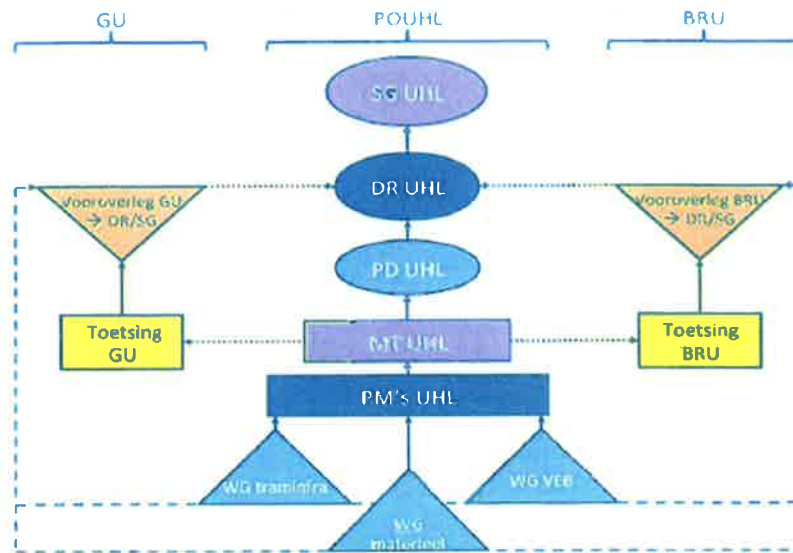 GU
POUHL
BRU
SG UHL
DR UHL
Vooroverleg GU
→ DR/SG
Vooroverleg BRU
→ DR/SG
PD UHL
Toetsing
GU
MT UHL
Toetsing
BRU
PM's UHL
WG traminfra
WG VEB
WG
materieel